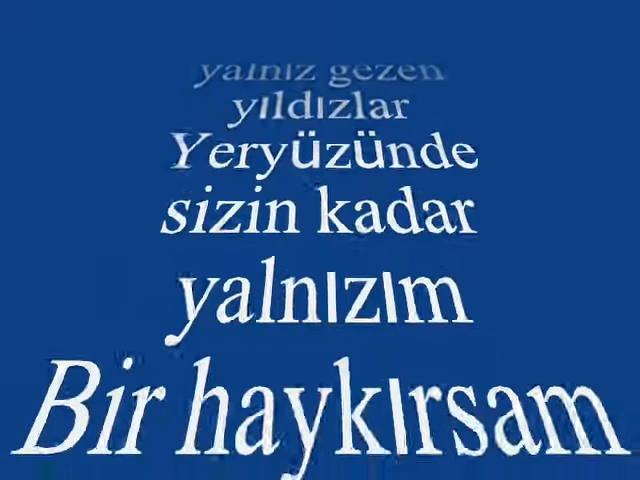 yalnız gezen
yıldızlar
Yeryüzünde
sizin kadar
yalnızım
Bir haykırsam